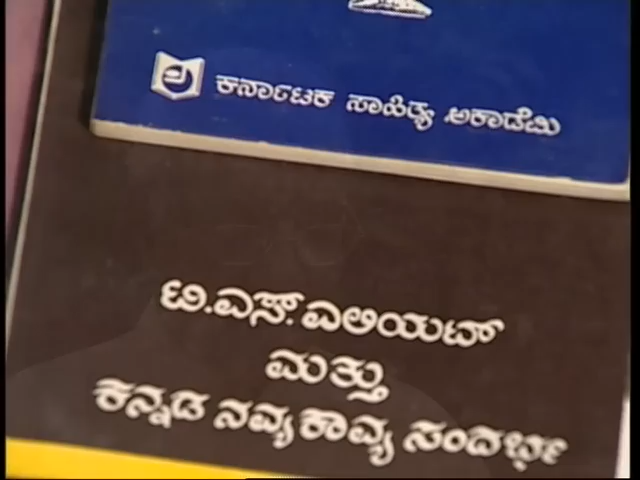 ಕರ್ನಾಟಕ ಸಾಹಿತ್ಯ ಅಕಾಡೆಮಿ
ಟಿ.ಎಸ್.ಎಲಿಯಟ್
ಮತ್ತು
ಕನ್ನಡ ನವ್ಯಕಾವ್ಯ ಸಂದರ್ಭ